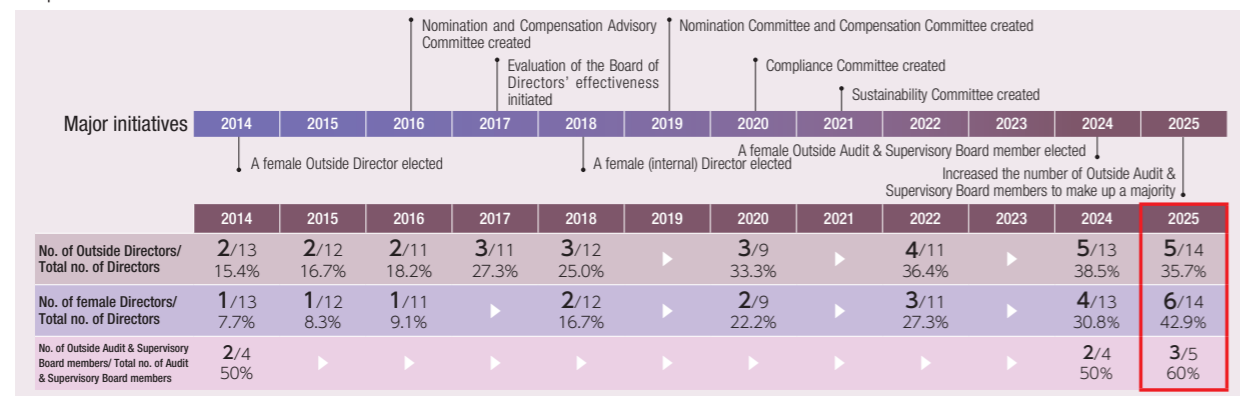 Nomination and Compensation Advisory
Committee created
Nomination Committee and Compensation Committee created
Evaluation of the Board of
Directors' effectiveness
initiated
Compliance Committee created
Sustainability Committee created
Major initiatives 2014 2015 2016 2017 2018 2019 2020 2021 2022 2023 2024 2025
A female Outside Director elected
A female (internal) Director elected
A female Outside Audit & Supervisory Board member elected
Increased the number of Outside Audit &
Supervisory Board members to make up a majority
2014 2015 2016 2017 2018 2019 2020 2021 2022 2023 2024 2025
No. of Outside Directors/
Total no. of Directors
2/13 2/12 2/11 3/11 3/12 3/9 4/11 5/13 5/14
15.4% 16.7% 18.2% 27.3% 25.0% 33.3% 36.4% 38.5% 35.7%
No. of female Directors/
Total no. of Directors
1/13 1/12 1/11 2/12 2/9 3/11 4/13 6/14
7.7% 8.3% 9.1% 16.7% 22.2% 27.3% 30.8% 42.9%
No. of Outside Audit & Supervisory
Board members/ Total no. of Audit
& Supervisory Board members
2/4 2/4 3/5
50% 50% 60%